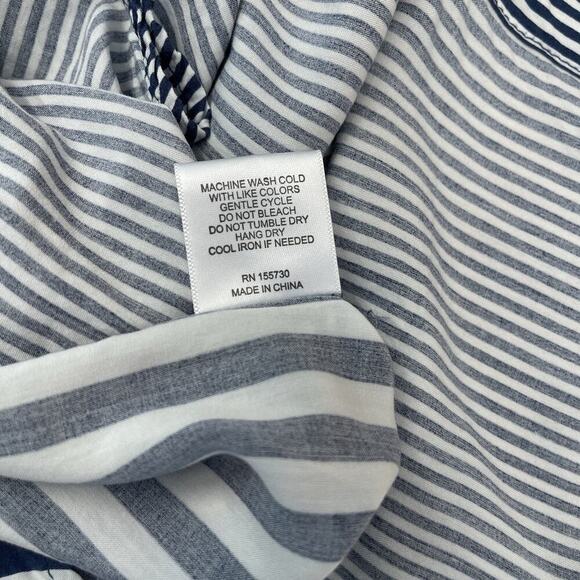 MACHINE WASH COLD
WITH LIKE COLORS
GENTLE CYCLE
DO NOT BLEACH
DO NOT TUMBLE DRY
HANG DRY
COOL IRON IF NEEDED
RN 155730
MADE IN CHINA